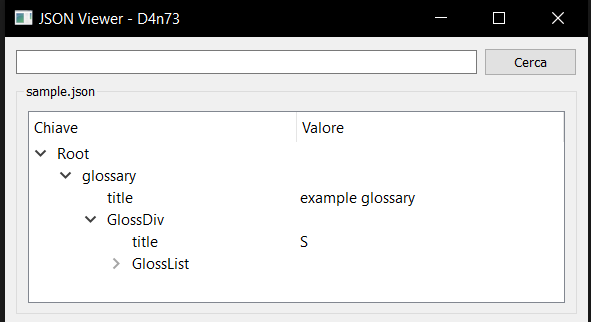 JSON Viewer - D4n73
Cerca
sample.json
Chiave Valore
Root
glossary
title example glossary
GlossDiv
title S
GlossList